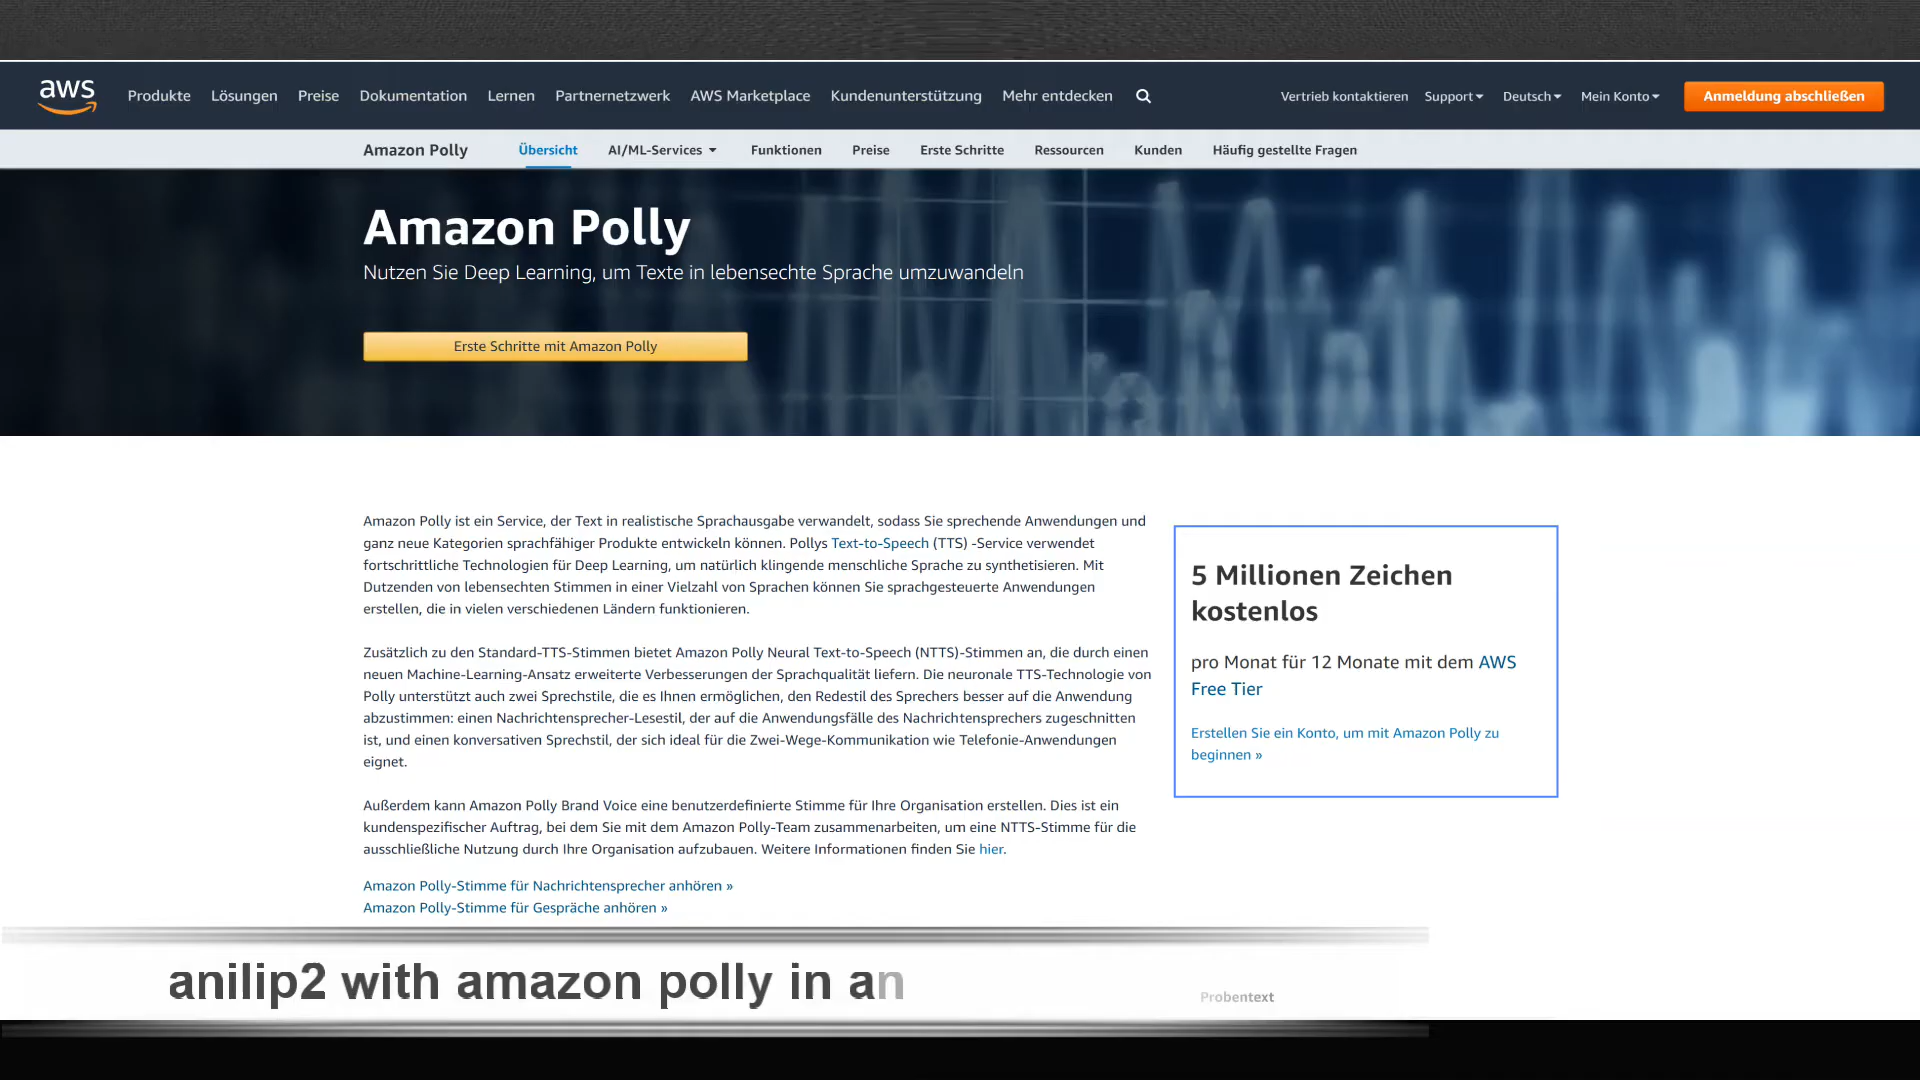 aws
Produkte Lösungen Preise Dokumentation Lernen Partnernetzwerk AWS Marketplace Kundenunterstützung Mehr entdecken
Vertrieb kontaktieren Support Deutsch Mein Konto Anmeldung abschließen
Amazon Polly Übersicht AI/ML-Services Funktionen Preise Erste Schritte Ressourcen Kunden Häufig gestellte Fragen
Amazon Polly
Nutzen Sie Deep Learning, um Texte in lebensechte Sprache umzuwandeln
Erste Schritte mit Amazon Polly
Amazon Polly ist ein Service, der Text in realistische Sprachausgabe verwandelt, sodass Sie sprechende Anwendungen und
ganz neue Kategorien sprachfähiger Produkte entwickeln können. Pollys Text-to-Speech (TTS) -Service verwendet
fortschrittliche Technologien für Deep Learning, um natürlich klingende menschliche Sprache zu synthetisieren. Mit
Dutzenden von lebensechten Stimmen in einer Vielzahl von Sprachen können Sie sprachgesteuerte Anwendungen
erstellen, die in vielen verschiedenen Ländern funktionieren.
Zusätzlich zu den Standard-TTS-Stimmen bietet Amazon Polly Neural Text-to-Speech (NTTS)-Stimmen an, die durch einen
neuen Machine-Learning-Ansatz erweiterte Verbesserungen der Sprachqualität liefern. Die neuronale TTS-Technologie von
Polly unterstützt auch zwei Sprechstile, die es Ihnen ermöglichen, den Redestil des Sprechers besser auf die Anwendung
abzustimmen: einen Nachrichtensprecher-Lesestil, der auf die Anwendungsfälle des Nachrichtensprechers zugeschnitten
ist, und einen konversativen Sprechstil, der sich ideal für die Zwei-Wege-Kommunikation wie Telefonie-Anwendungen
eignet.
Außerdem kann Amazon Polly Brand Voice eine benutzerdefinierte Stimme für Ihre Organisation erstellen. Dies ist ein
kundenspezifischer Auftrag, bei dem Sie mit dem Amazon Polly-Team zusammenarbeiten, um eine NTTS-Stimme für die
ausschließliche Nutzung durch Ihre Organisation aufzubauen. Weitere Informationen finden Sie hier.
Amazon Polly-Stimme für Nachrichtensprecher anhören »
Amazon Polly-Stimme für Gespräche anhören »
5 Millionen Zeichen
kostenlos
pro Monat für 12 Monate mit dem AWS
Free Tier
Erstellen Sie ein Konto, um mit Amazon Polly zu
beginnen »
anilip2 with amazon polly in an
Probentext